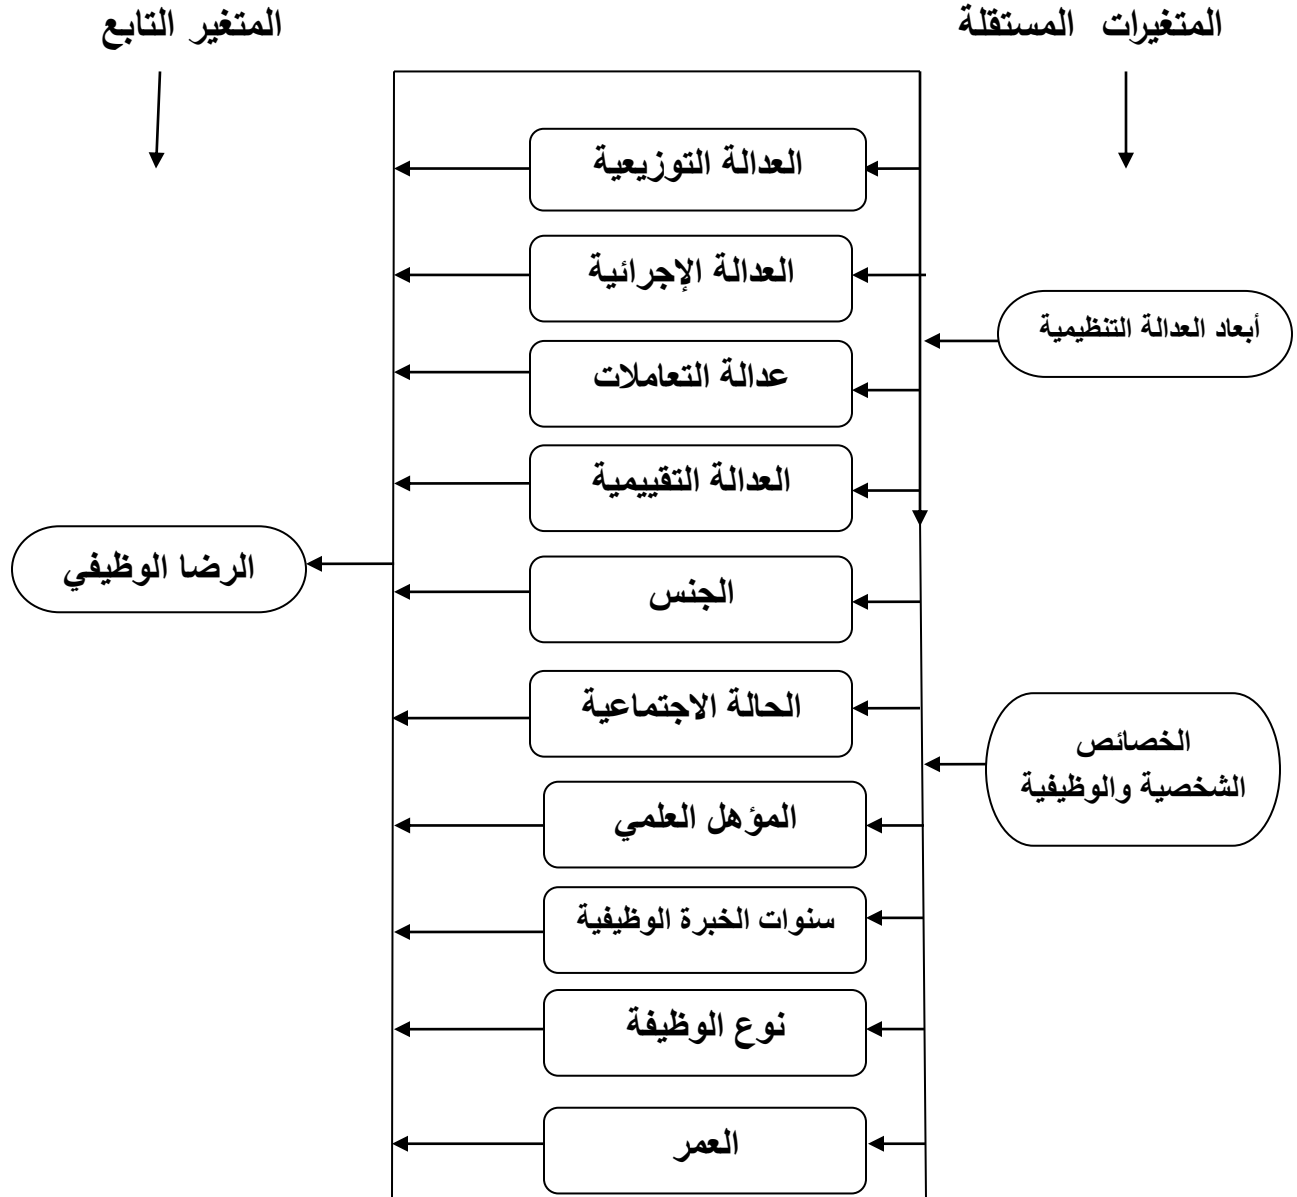 المتغيرات المستقلة
المتغير التابع
العدالة التوزيعية
العدالة الإجرائية
أبعاد العدالة التنظيمية
عدالة التعاملات
العدالة التقييمية
الرضا الوظيفي
الجنس
الحالة الاجتماعية
الخصائص
الشخصية والوظيفية
المؤهل العلمي
سنوات الخبرة الوظيفية
نوع الوظيفة
العمر